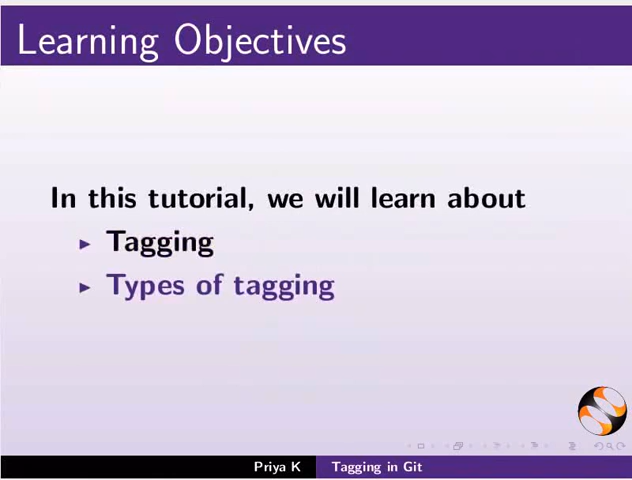 Learning Objectives
In this tutorial, we will learn about
Tagging
Types of tagging
Priya K
Tagging in Git